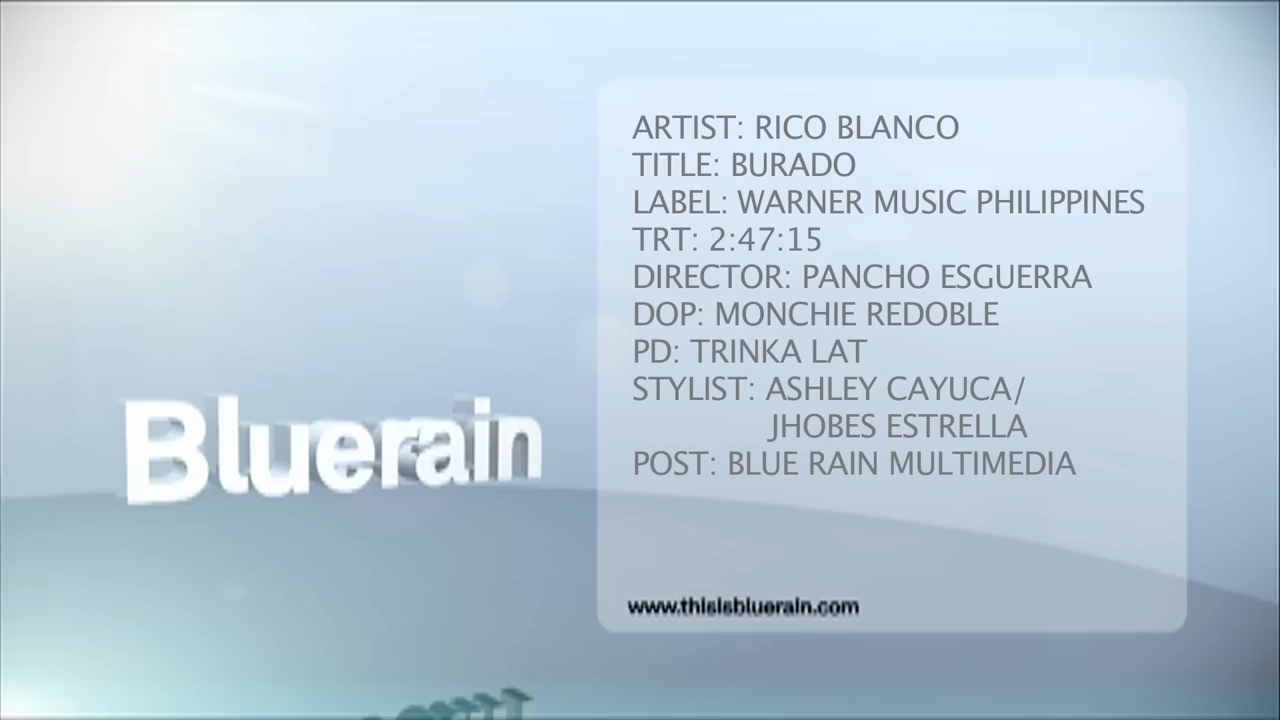 Bluerain
ARTIST: RICO BLANCO
TITLE: BURADO
LABEL: WARNER MUSIC PHILIPPINES
TRT: 2:47:15
DIRECTOR: PANCHO ESGUERRA
DOP: MONCHIE REDOBLE
PD: TRINKA LAT
STYLIST: ASHLEY CAYUCA/
JHOBES ESTRELLA
POST: BLUE RAIN MULTIMEDIA
www.thisisbluerain.com